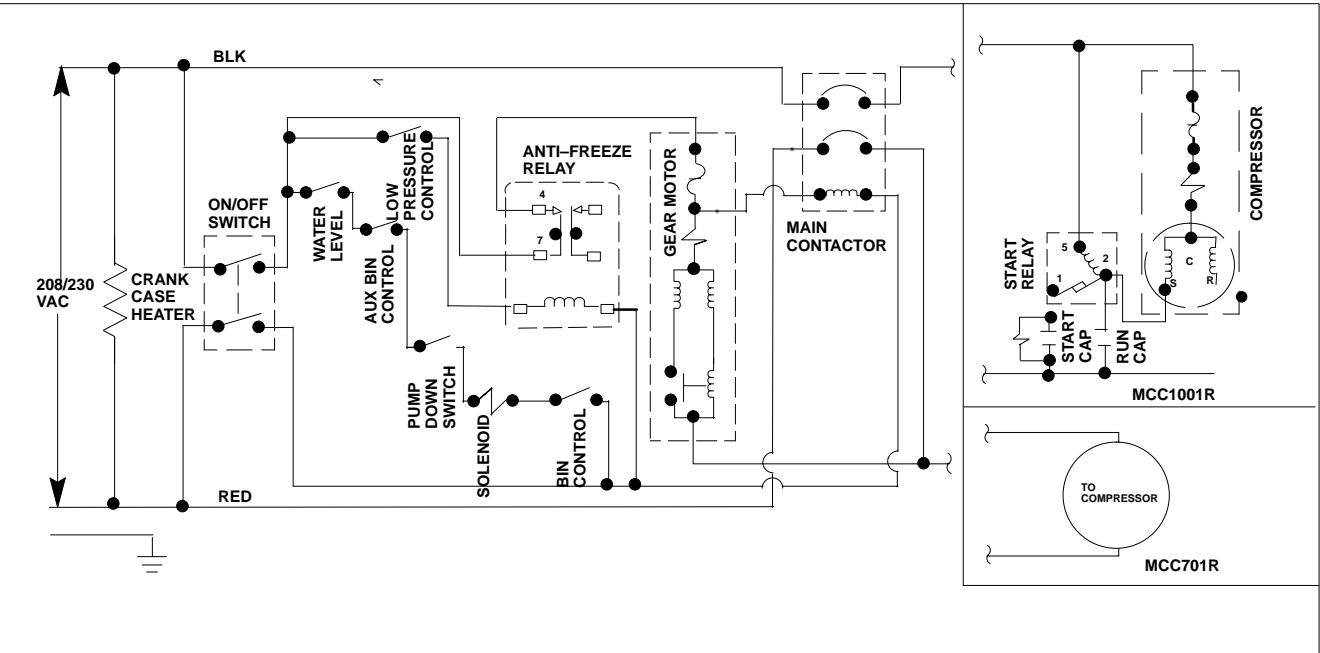 BLK
208/230
VAC
CRANK
CASE
HEATER
ON/OFF
SWITCH
WATER
LEVEL
AUX BIN
CONTROL
LOW
PRESSURE
CONTROL
ANTI–FREEZE
RELAY
4
7
GEAR MOTOR
MAIN
CONTACTOR
PUMP
DOWN
SWITCH
SOLENOID
BIN
CONTROL
RED
START
RELAY
5
1
2
START
CAP
RUN
CAP
S
C
R
COMPRESSOR
MCC1001R
TO
COMPRESSOR
MCC701R